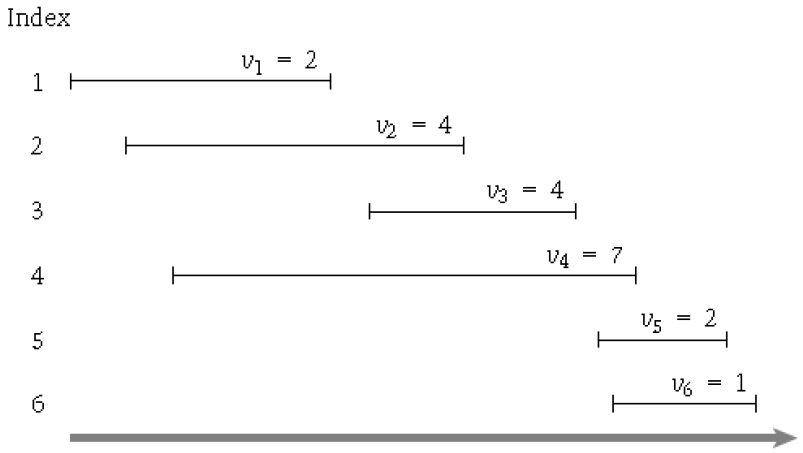 Index
1 v₁ = 2
2 v₂ = 4
3 v₃ = 4
4 v₄ = 7
5 v₅ = 2
6 v₆ = 1